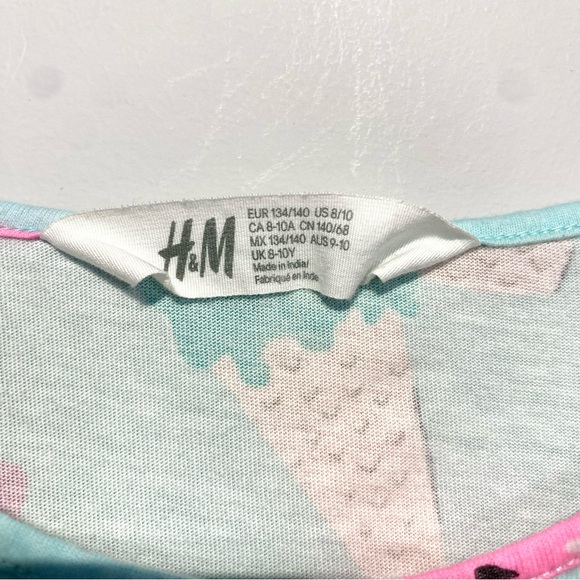 H&M
EUR 134/140 US 8/10
CA 8-10A CN 140/68
MX 134/140 AUS 9-10
UK 8-10Y
Made in India/
Fabriqué en Inde